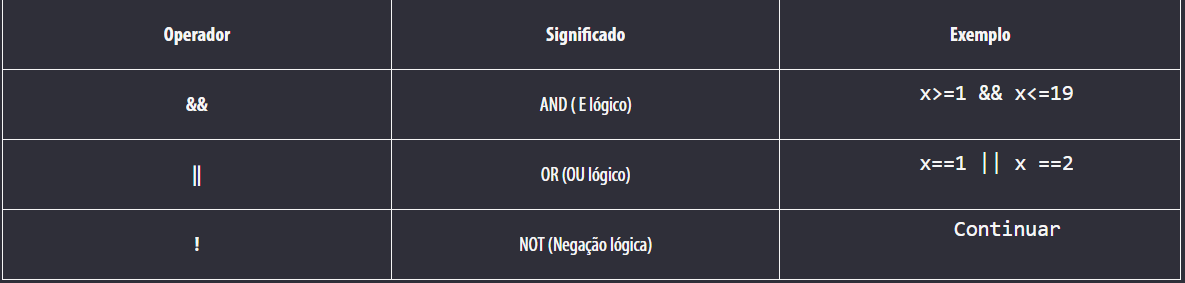 Operador Significado Exemplo
&& AND ( E lógico) x>=1 && x<=19
|| OR (OU lógico) x==1 || x ==2
! NOT (Negação lógica) Continuar